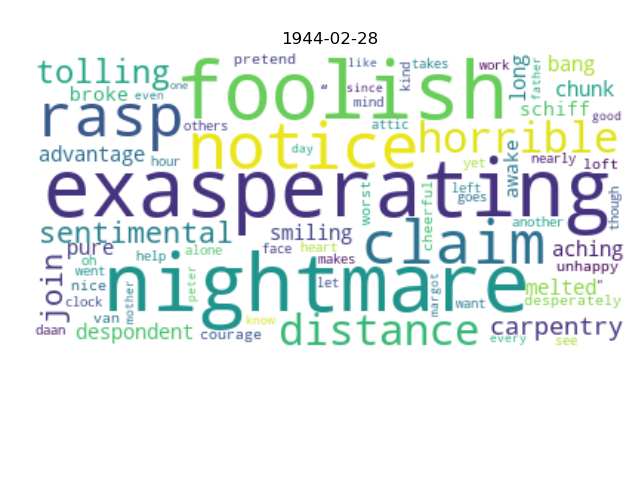 1944-02-28
pretend like kind takes work father bang
tolling foolish long chunk
broke even one “ since mind schiff good
rasp others attic notice horrible
advantage hour day yet nearly loft
exasperating awake worst cheerful left goes though
sentimental smiling claim another aching
pure face heart makes unhappy
oh alone help went nice peter let margot want melted ”
join clock mother nightmare desperately
van know distance carpentry
daan despondent courage every see